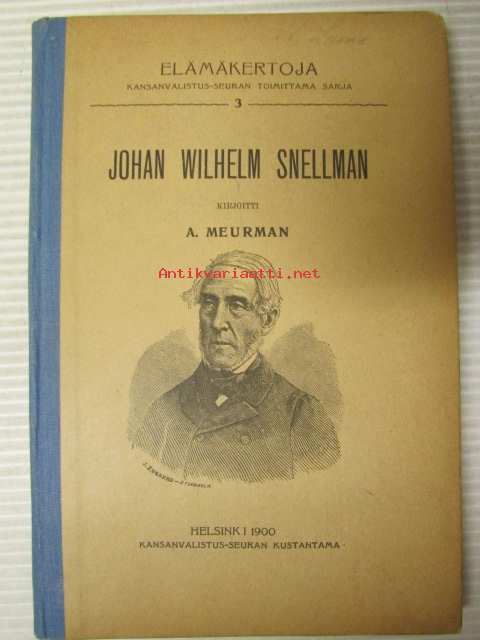 ELÄMÄKERTOJA
KANSANVALISTUS-SEURAN TOIMITTAMA SARJA
3
JOHAN WILHELM SNELLMAN
KIRJOITTI
A. MEURMAN
Antikvariaatti.net
HELSINKI 1900
KANSANVALISTUS-SEURAN KUSTANTAMA